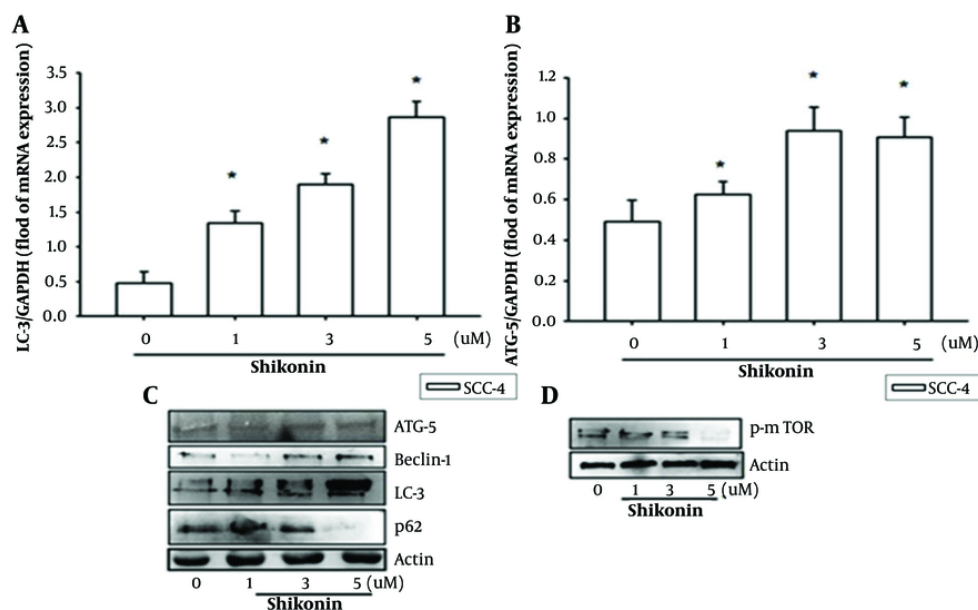 A
LC-3/GAPDH (flod of mRNA expression)
3.5
3.0
2.5
2.0
1.5
1.0
0.5
0.0
* * *
0 1 3 5 (uM)
Shikonin
SCC-4
B
ATG-5/GAPDH (flod of mRNA expression)
1.2
1.0
0.8
0.6
0.4
0.2
0.0
* * *
0 1 3 5 (uM)
Shikonin
SCC-4
C
ATG-5
Beclin-1
LC-3
p62
Actin
0 1 3 5 (uM)
Shikonin
D
p-m TOR
Actin
0 1 3 5 (uM)
Shikonin